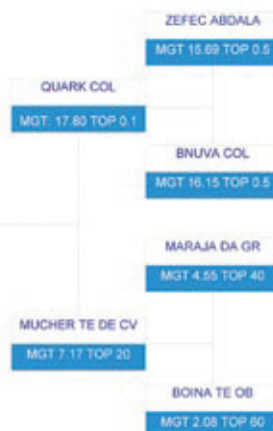 ZEFEC ABDALA
MGT 15.69 TOP 0.5
QUARK COL
MGT: 17.80 TOP 0.1
BNUVA COL
MGT 16.15 TOP 0.5
MARAJA DA GR
MGT 4.55 TOP 40
MUCHER TE DE CV
MGT 7.17 TOP 20
BOINA TE OB
MGT 2.08 TOP 60